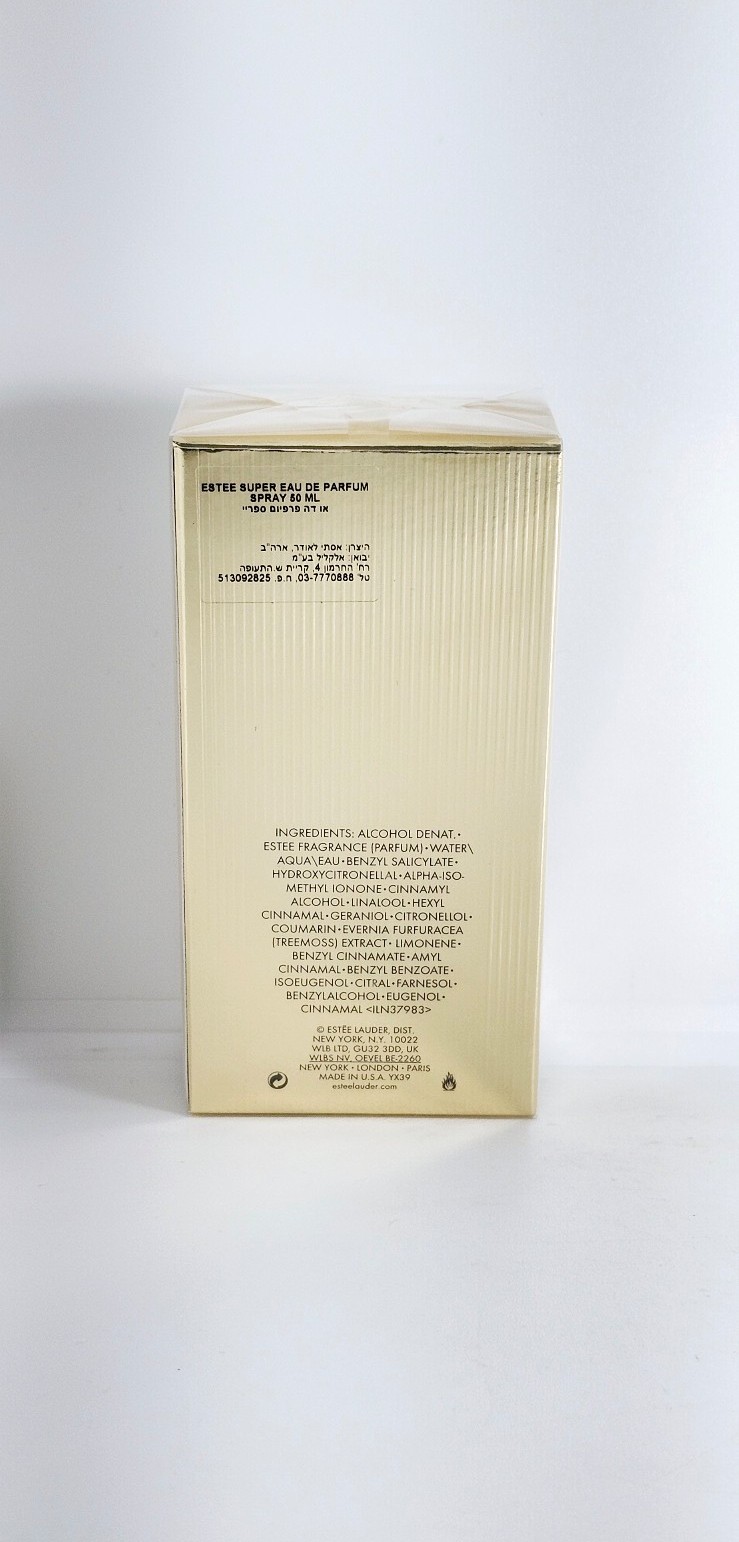 ESTEE SUPER EAU DE PARFUM
SPRAY 50 ML
או דה פרפיום ספריי
היצרן: אסתי לאודר, ארה"ב
יבואן: אלקליל בע"מ
רח' החרמון 4, קריית ש.התעופה
טל' 03-7770888, ח.פ. 513092825
INGREDIENTS: ALCOHOL DENAT.•
ESTEE FRAGRANCE (PARFUM)•WATER\
AQUA\EAU•BENZYL SALICYLATE•
HYDROXYCITRONELLAL•ALPHA-ISO-
METHYL IONONE•CINNAMYL
ALCOHOL•LINALOOL•HEXYL
CINNAMAL•GERANIOL•CITRONELLOL•
COUMARIN•EVERNIA FURFURACEA
(TREEMOSS) EXTRACT•LIMONENE•
BENZYL CINNAMATE•AMYL
CINNAMAL•BENZYL BENZOATE•
ISOEUGENOL•CITRAL•FARNESOL•
BENZYLALCOHOL•EUGENOL•
CINNAMAL <ILN37983>
© ESTĒE LAUDER, DIST.
NEW YORK, N.Y. 10022
WLB LTD, GU32 3DD, UK
WLBS NV, OEVEL BE-2260
NEW YORK • LONDON • PARIS
MADE IN U.S.A. YX39
esteelauder.com